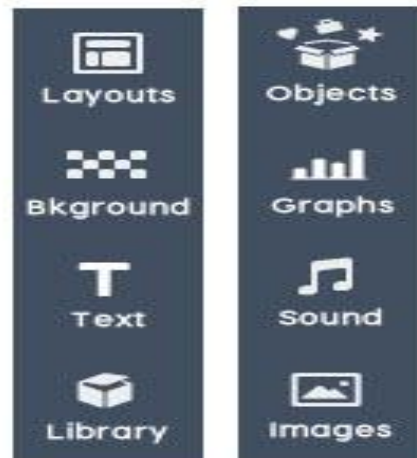 Layouts
Bkground
Text
Library
Objects
Graphs
Sound
Images